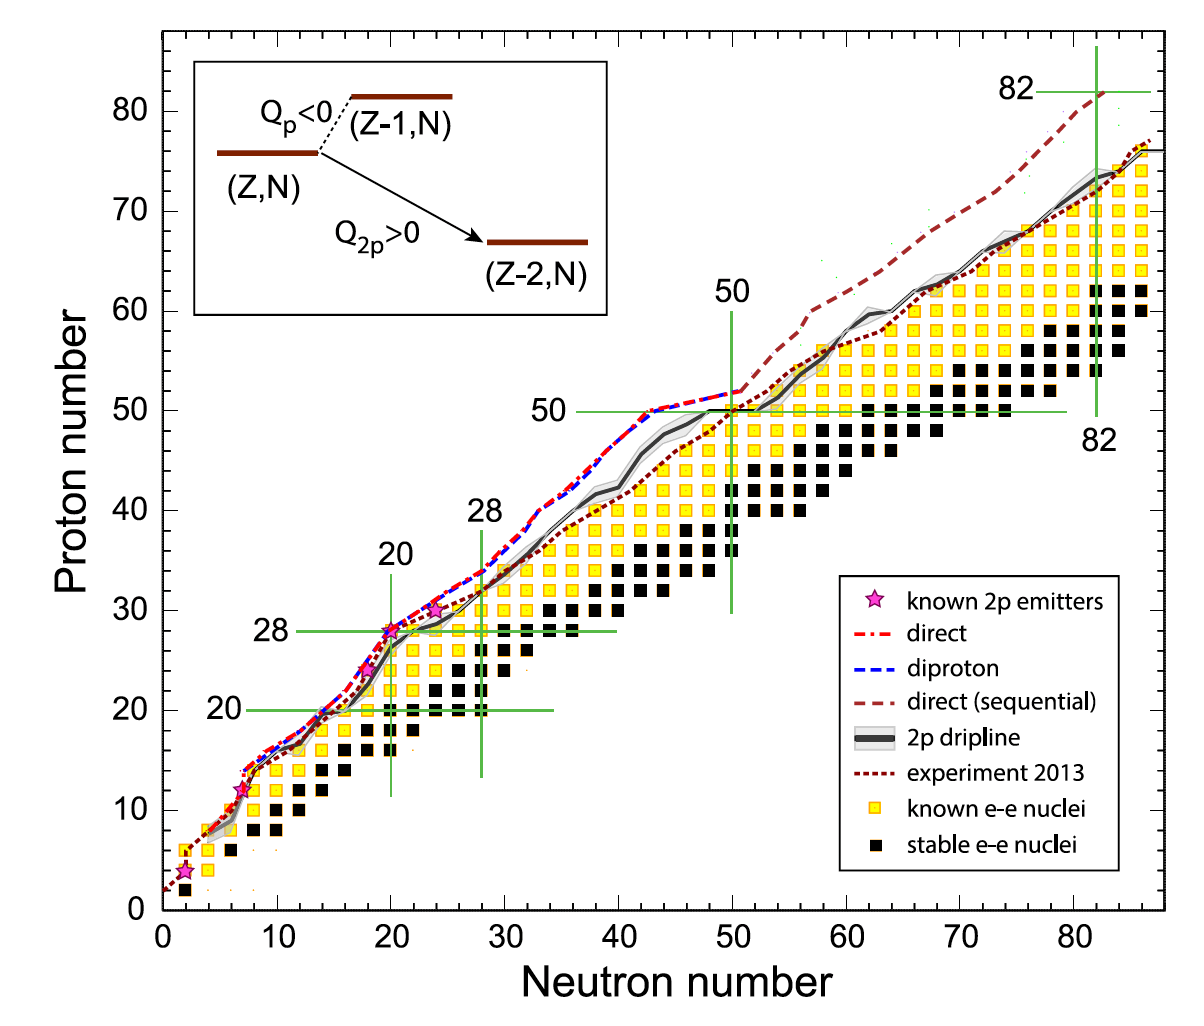 Proton number
80
70
60
50
40
30
20
10
0
0 10 20 30 40 50 60 70 80
Neutron number
Qp<0
(Z-1,N)
(Z,N)
Q2p>0
(Z-2,N)
82
82
50
50
28
28
20
20
known 2p emitters
direct
diproton
direct (sequential)
2p dripline
experiment 2013
known e-e nuclei
stable e-e nuclei